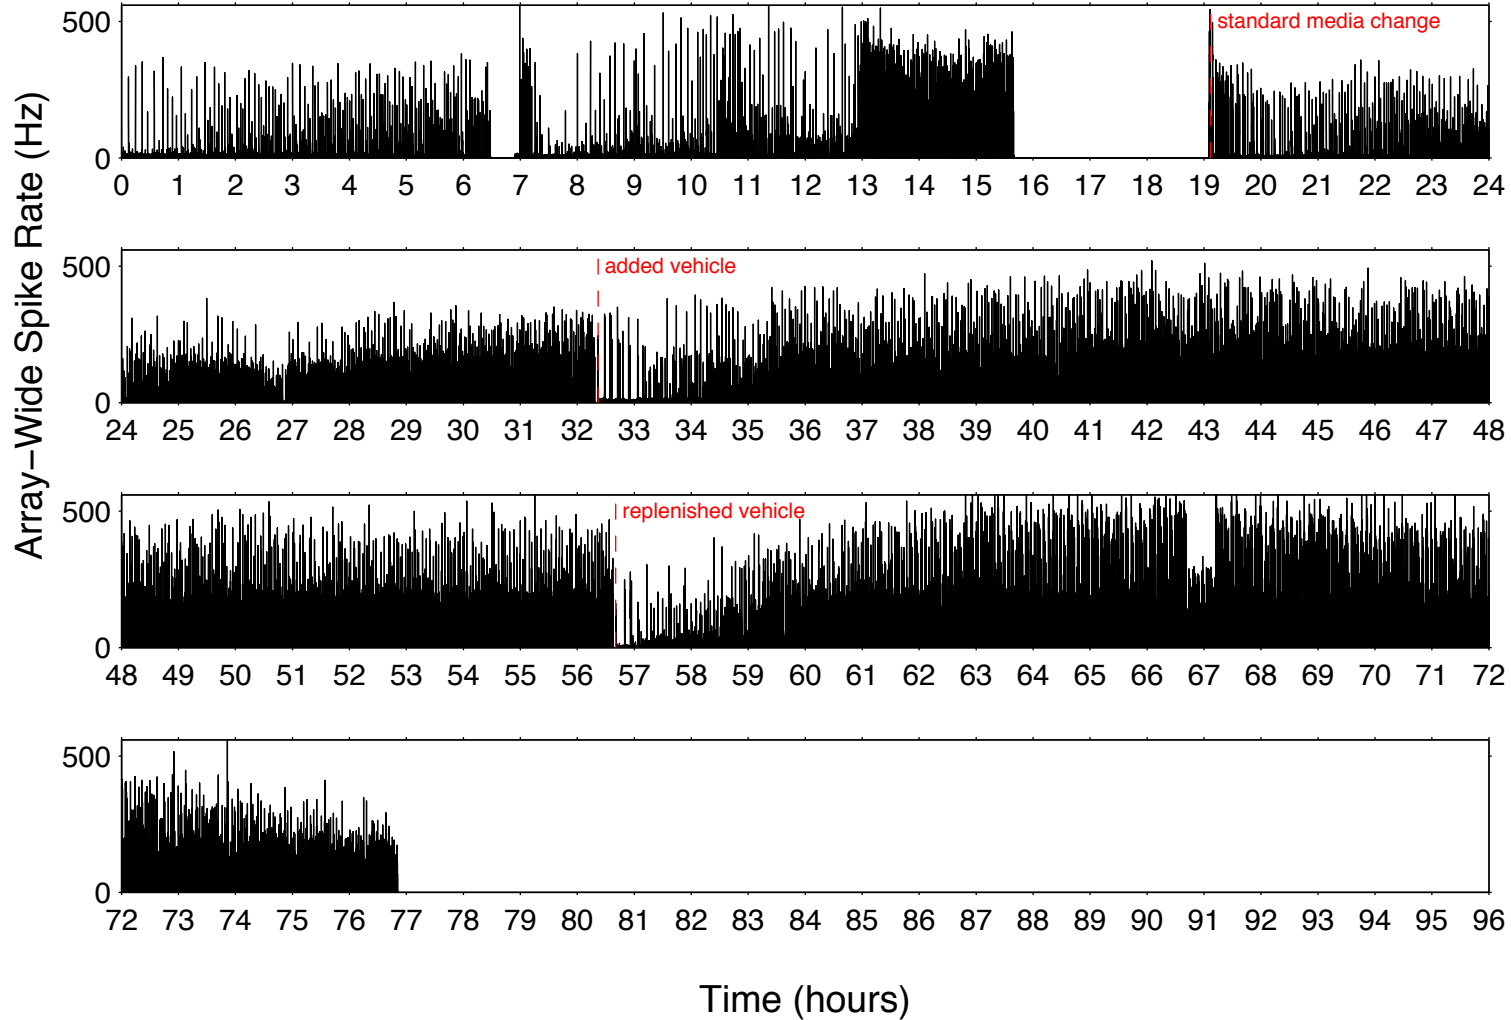 Array−Wide Spike Rate (Hz)
500
standard media change
0
0 1 2 3 4 5 6 7 8 9 10 11 12 13 14 15 16 17 18 19 20 21 22 23 24
500
added vehicle
0
24 25 26 27 28 29 30 31 32 33 34 35 36 37 38 39 40 41 42 43 44 45 46 47 48
500
replenished vehicle
0
48 49 50 51 52 53 54 55 56 57 58 59 60 61 62 63 64 65 66 67 68 69 70 71 72
500
0
72 73 74 75 76 77 78 79 80 81 82 83 84 85 86 87 88 89 90 91 92 93 94 95 96
Time (hours)